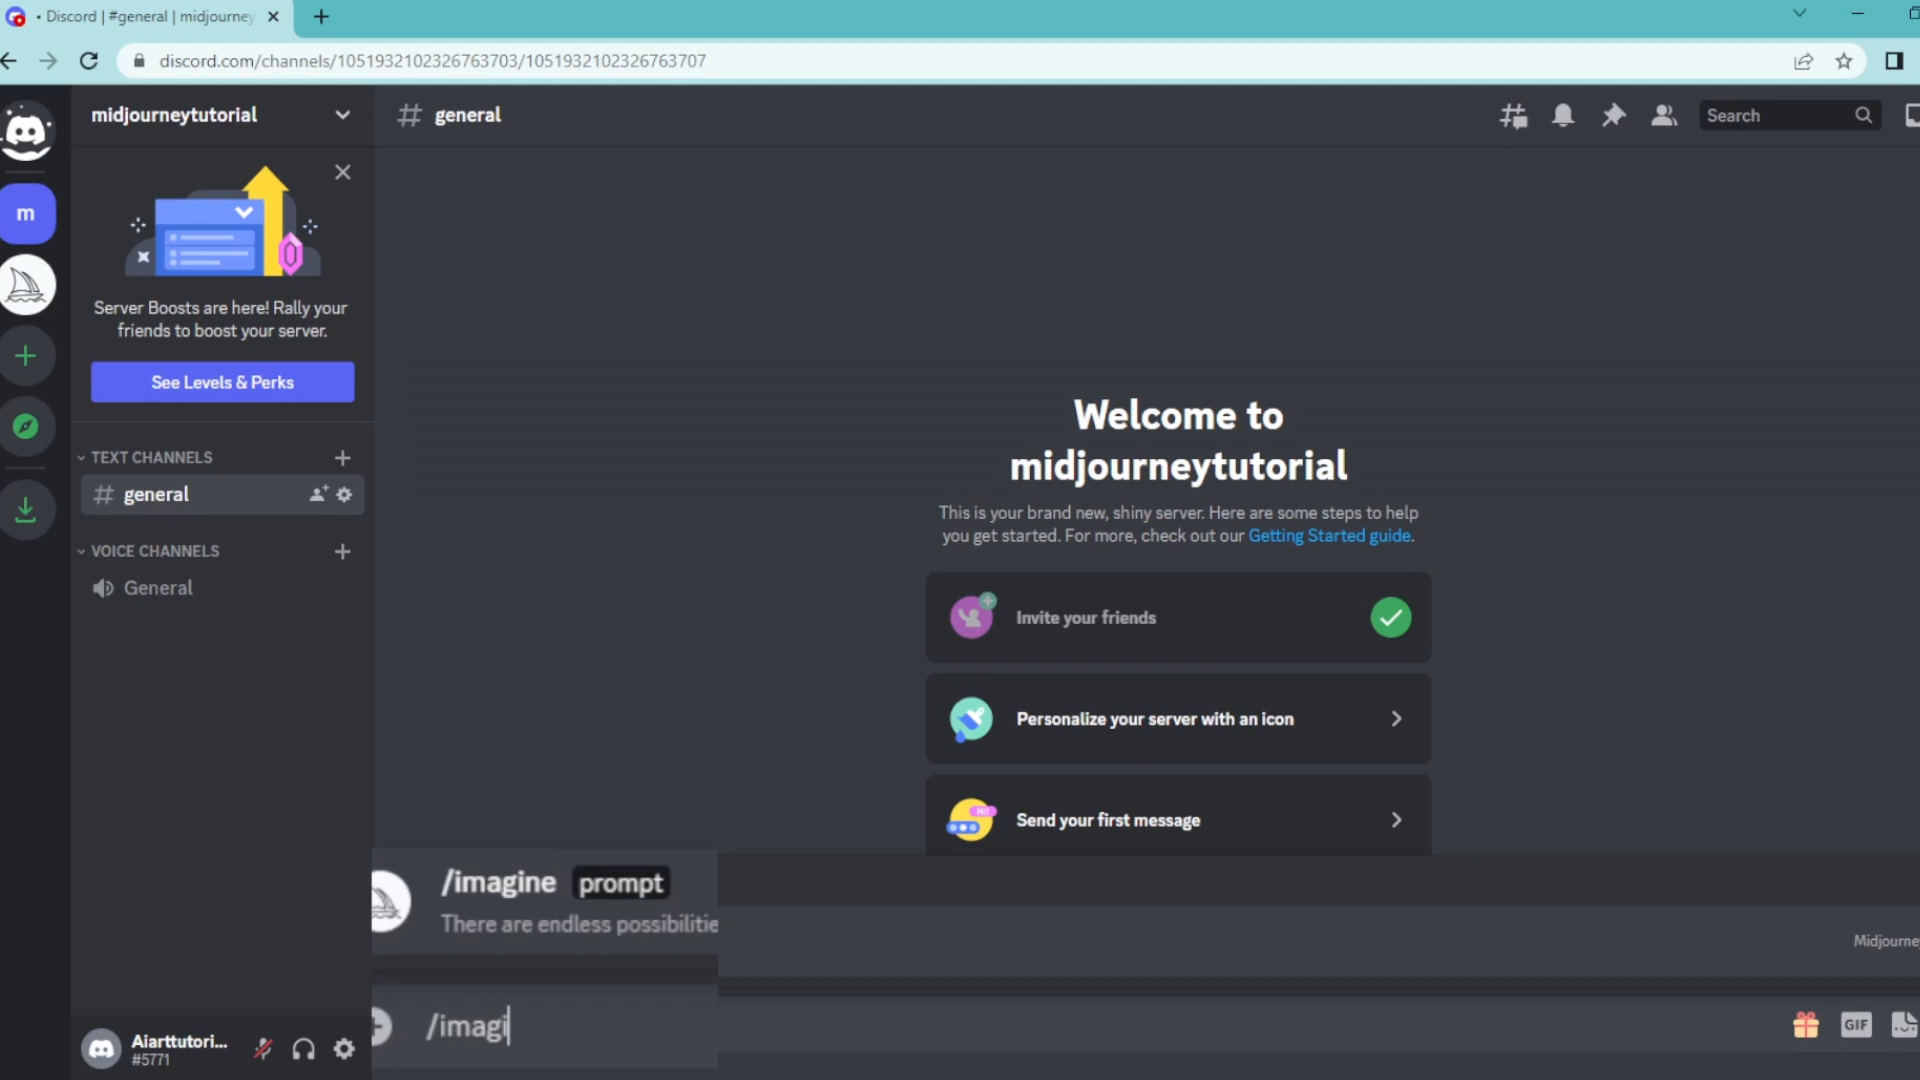 • Discord | #general | midjourney
discord.com/channels/1051932102326763703/1051932102326763707
midjourneytutorial
general
Search
m
Server Boosts are here! Rally your
friends to boost your server.
See Levels & Perks
TEXT CHANNELS
general
VOICE CHANNELS
General
Welcome to
midjourneytutorial
This is your brand new, shiny server. Here are some steps to help
you get started. For more, check out our Getting Started guide.
Invite your friends
Personalize your server with an icon
Hi!
Send your first message
/imagine prompt
There are endless possibilitie
Midjourney
/imagi
GIF
Aiarttutori...
#5771